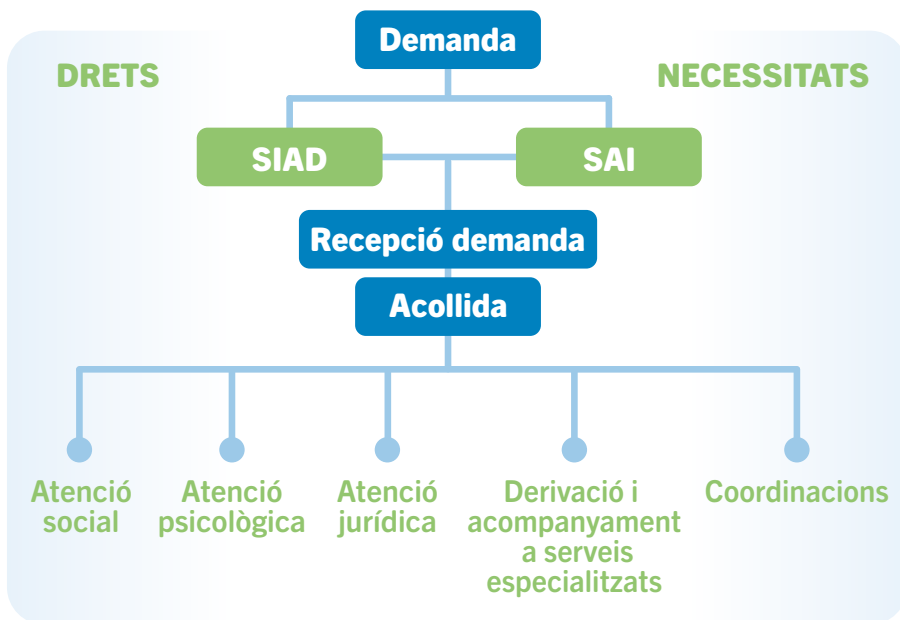 Demanda
DRETS
NECESSITATS
SIAD
SAI
Recepció demanda
Acollida
Atenció
social
Atenció
psicològica
Atenció
jurídica
Derivació i
acompanyament
a serveis
especialitzats
Coordinacions